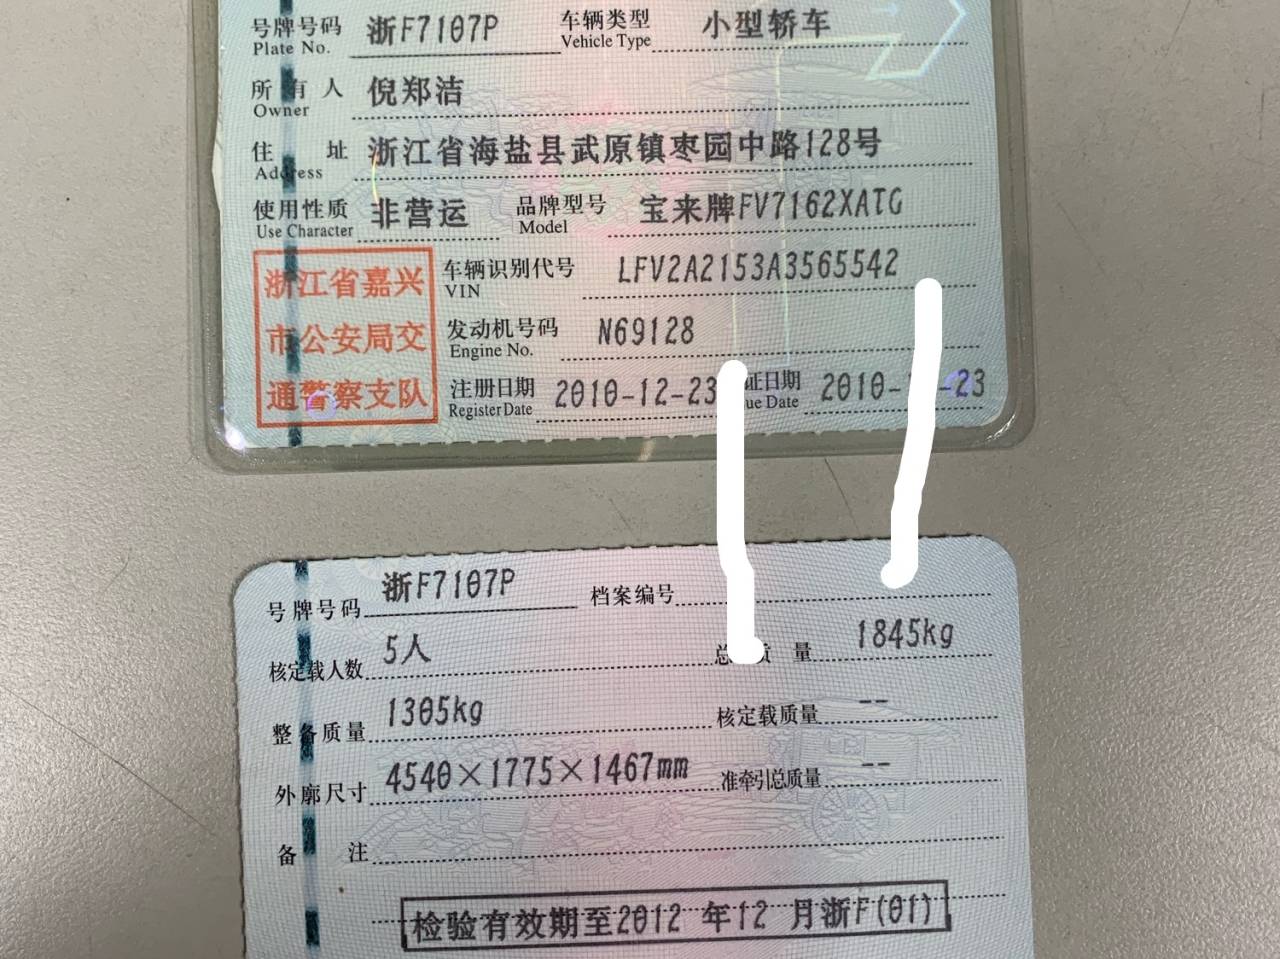 号牌号码 浙F7107P 车辆类型 小型轿车
Plate No. Vehicle Type
所有人 倪郑洁
Owner
住址 浙江省海盐县武原镇枣园中路128号
Address
使用性质 非营运 品牌型号 宝来牌FV7162XATG
Use Character Model
浙江省嘉兴
市公安局交
通警察支队
车辆识别代号 LFV2A2153A3565542
VIN
发动机号码 N69128
Engine No.
注册日期 2010-12-23 证日期 2010- -23
Register Date ue Date
号牌号码 浙F7107P 档案编号
核定载人数 5人 总 质量 1845kg
整备质量 1305kg 核定载质量 --
外廓尺寸 4540×1775×1467mm 准牵引总质量 --
备注
检验有效期至2012年12月浙F(01)